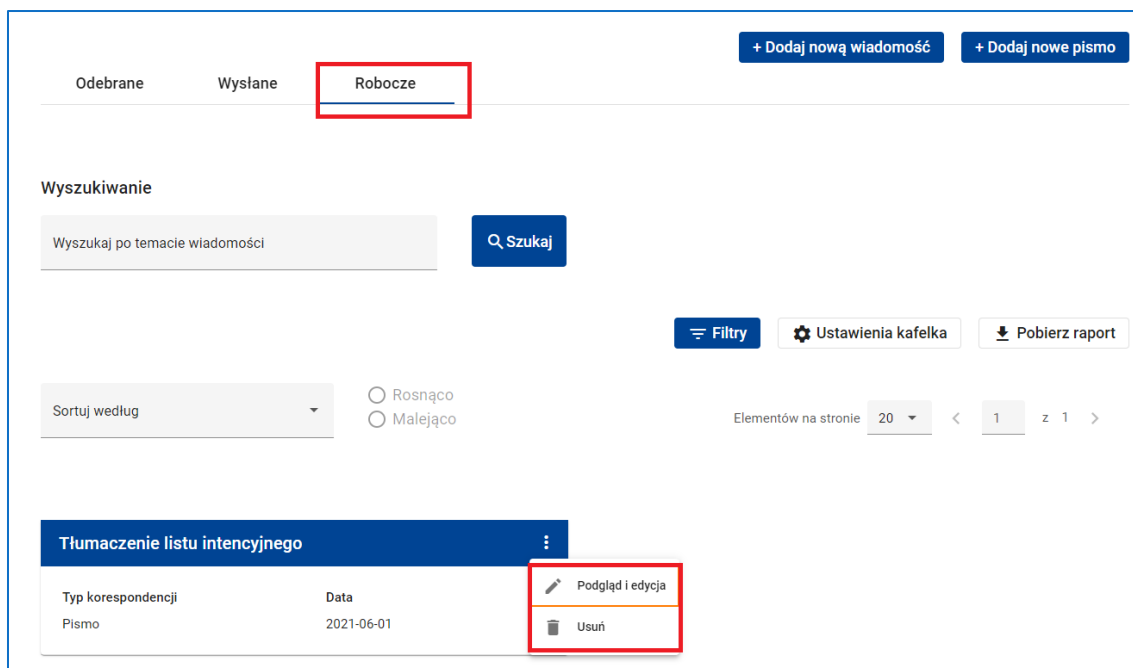 + Dodaj nową wiadomość
+ Dodaj nowe pismo
Odebrane Wysłane Robocze
Wyszukiwanie
Wyszukaj po temacie wiadomości
Szukaj
Filtry Ustawienia kafelka Pobierz raport
Sortuj według
Rosnąco
Malejąco
Elementów na stronie 20 < 1 z 1 >
Tłumaczenie listu intencyjnego
Podgląd i edycja
Typ korespondencji Data
Pismo 2021-06-01
Usuń